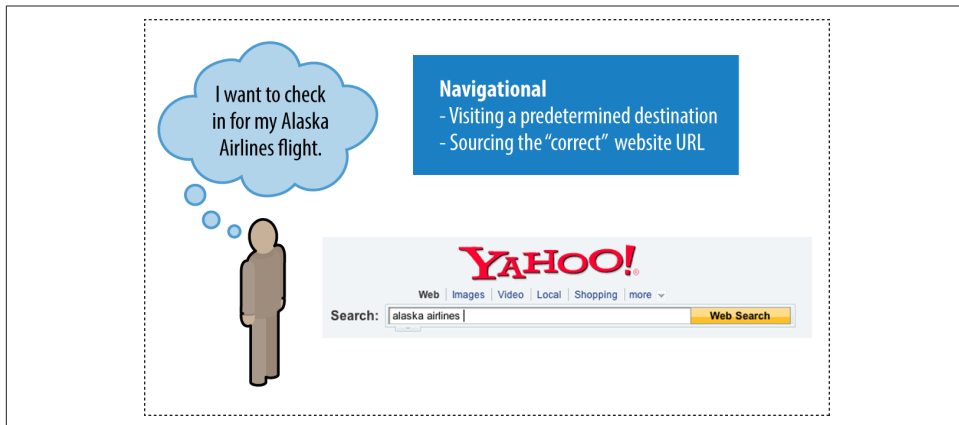 I want to check
in for my Alaska
Airlines flight.
Navigational
- Visiting a predetermined destination
- Sourcing the “correct” website URL
YAHOO!®
Web | Images | Video | Local | Shopping | more
Search: alaska airlines Web Search